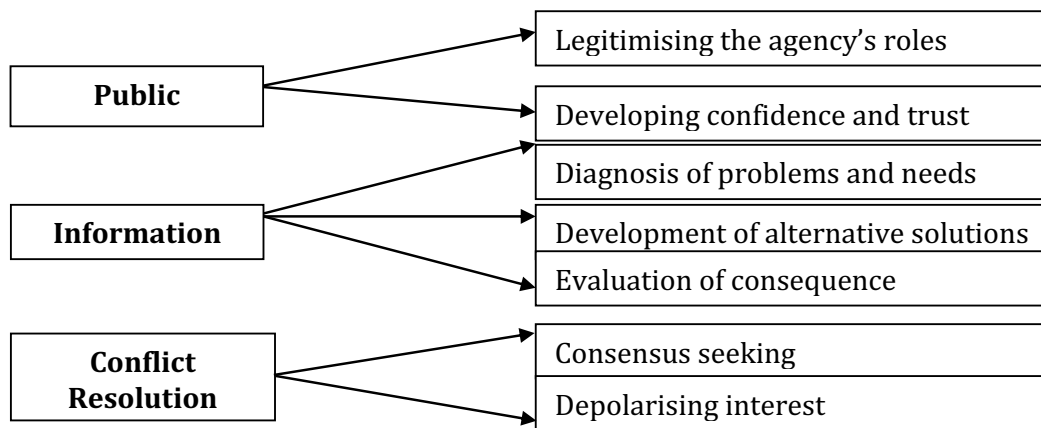 Legitimising the agency’s roles
Public
Developing confidence and trust
Diagnosis of problems and needs
Information
Development of alternative solutions
Evaluation of consequence
Conflict
Resolution
Consensus seeking
Depolarising interest